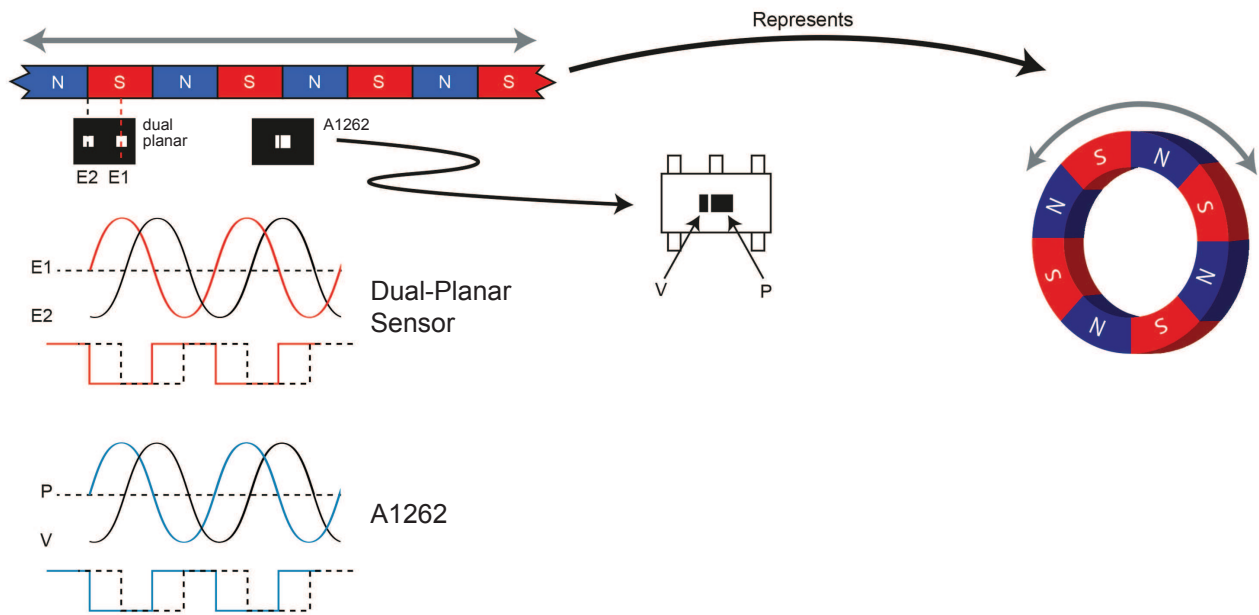 Represents
N S N S N S N S
dual
planar
A1262
E2 E1
V P
S N S N S N S N
E1
E2
Dual-Planar
Sensor
P
V
A1262